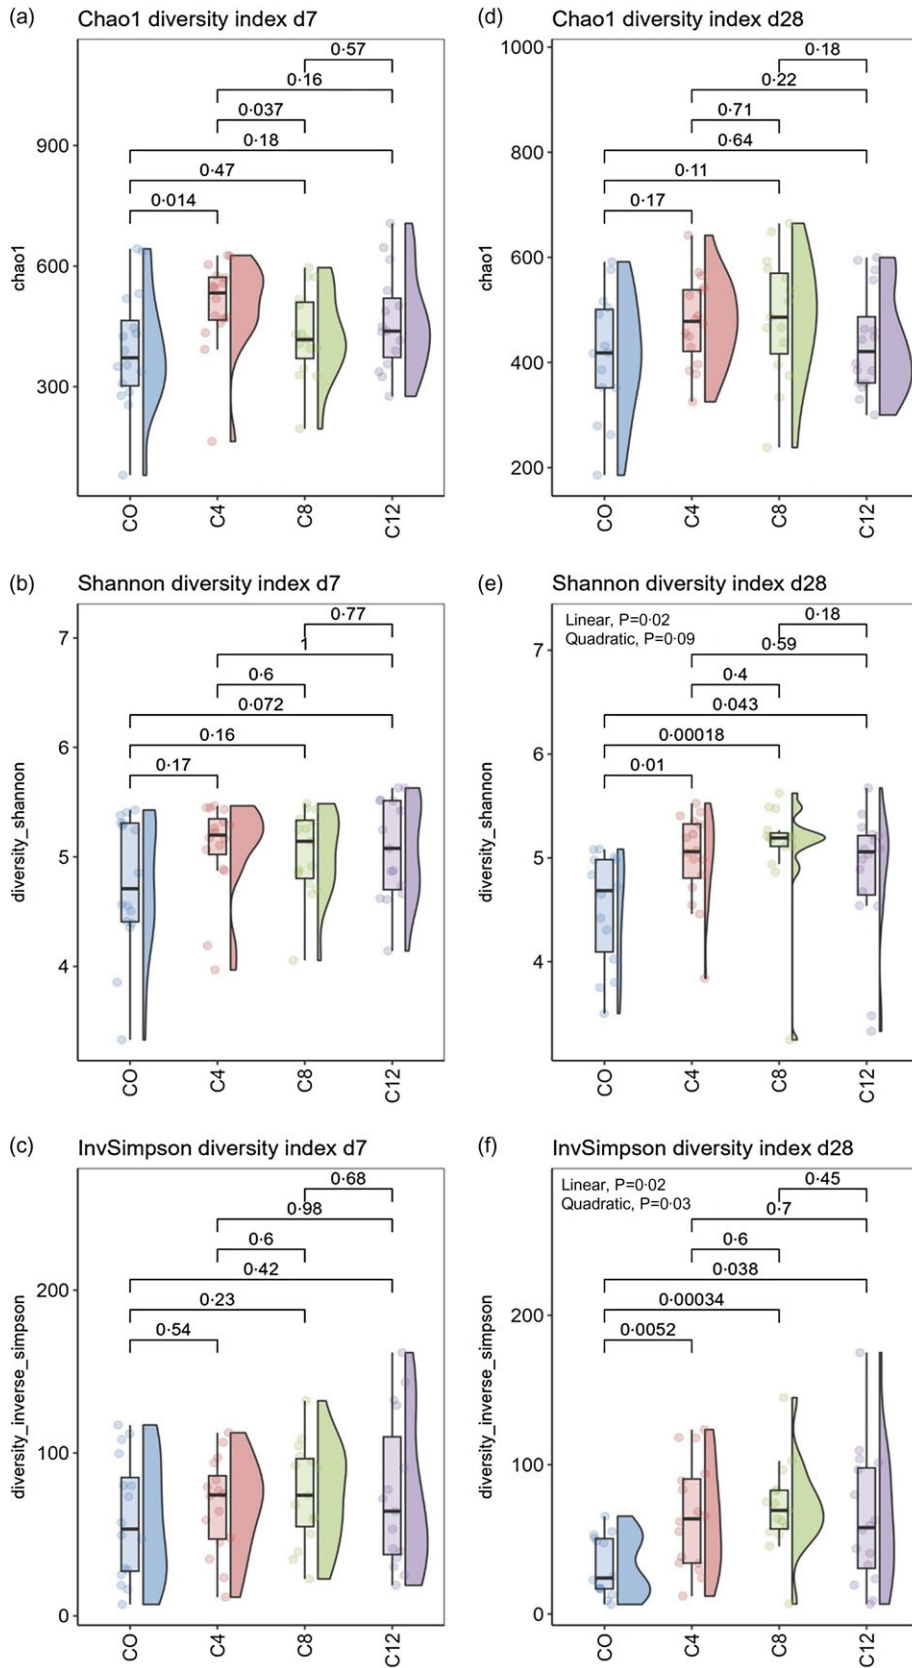 (a)
Chao1 diversity index d7
0·57
0·16
0·037
0·18
0·47
0·014
900
600
300
chao1
CO
C4
C8
C12
(d)
Chao1 diversity index d28
0·18
0·22
0·71
0·64
0·11
0·17
1000
800
600
400
200
chao1
CO
C4
C8
C12
(b)
Shannon diversity index d7
0·77
1
0·6
0·072
0·16
0·17
7
6
5
4
diversity_shannon
CO
C4
C8
C12
(e)
Shannon diversity index d28
Linear, P=0·02
Quadratic, P=0·09
0·18
0·59
0·4
0·043
0·00018
0·01
7
6
5
4
diversity_shannon
CO
C4
C8
C12
(c)
InvSimpson diversity index d7
0·68
0·98
0·6
0·42
0·23
0·54
200
100
0
diversity_inverse_simpson
CO
C4
C8
C12
(f)
InvSimpson diversity index d28
Linear, P=0·02
Quadratic, P=0·03
0·45
0·7
0·6
0·038
0·00034
0·0052
200
100
0
diversity_inverse_simpson
CO
C4
C8
C12